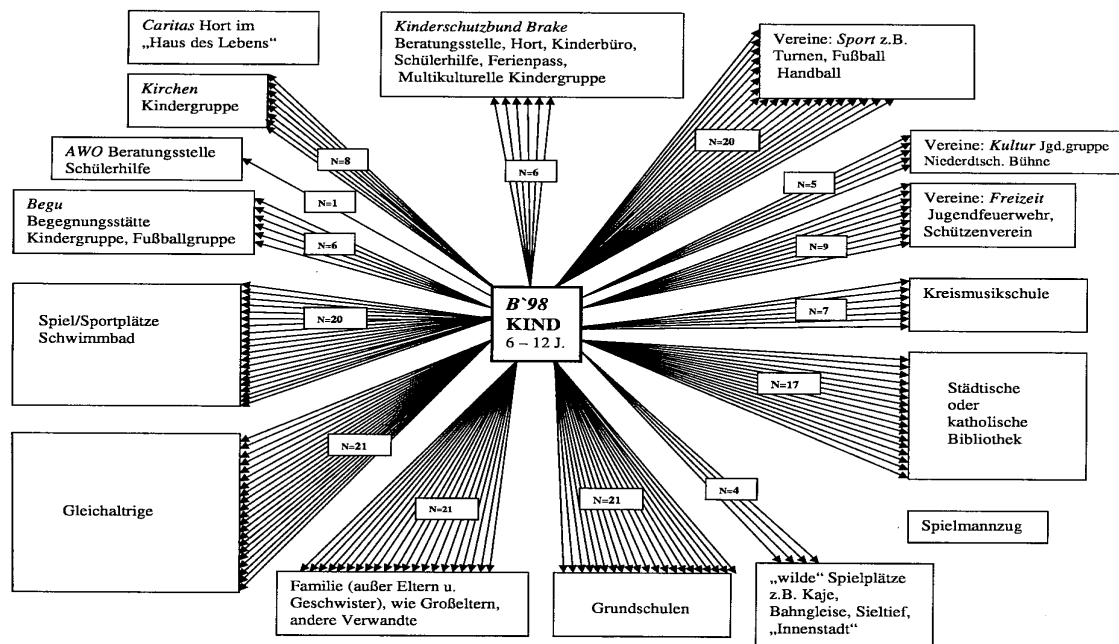 Caritas Hort im
„Haus des Lebens“
Kinderschutzbund Brake
Beratungsstelle, Hort, Kinderbüro,
Schülerhilfe, Ferienpass,
Multikulturelle Kindergruppe
Vereine: Sport z.B.
Turnen, Fußball
Handball
Kirchen
Kindergruppe
AWO Beratungsstelle
Schülerhilfe
Begu
Begegnungsstätte
Kindergruppe, Fußballgruppe
Vereine: Kultur Jgd.gruppe
Niederdtsch. Bühne
Vereine: Freizeit
Jugendfeuerwehr,
Schützenverein
N=8
N=6
N=20
N=1
N=5
N=6
N=9
B`98
KIND
6 – 12 J.
Spiel/Sportplätze
Schwimmbad
N=20
N=7
Kreismusikschule
N=17
Städtische
oder
katholische
Bibliothek
Gleichaltrige
N=21
N=21
N=21
N=4
Spielmannzug
Familie (außer Eltern u.
Geschwister), wie Großeltern,
andere Verwandte
Grundschulen
„wilde“ Spielplätze
z.B. Kaje,
Bahngleise, Sieltief,
„Innenstadt“